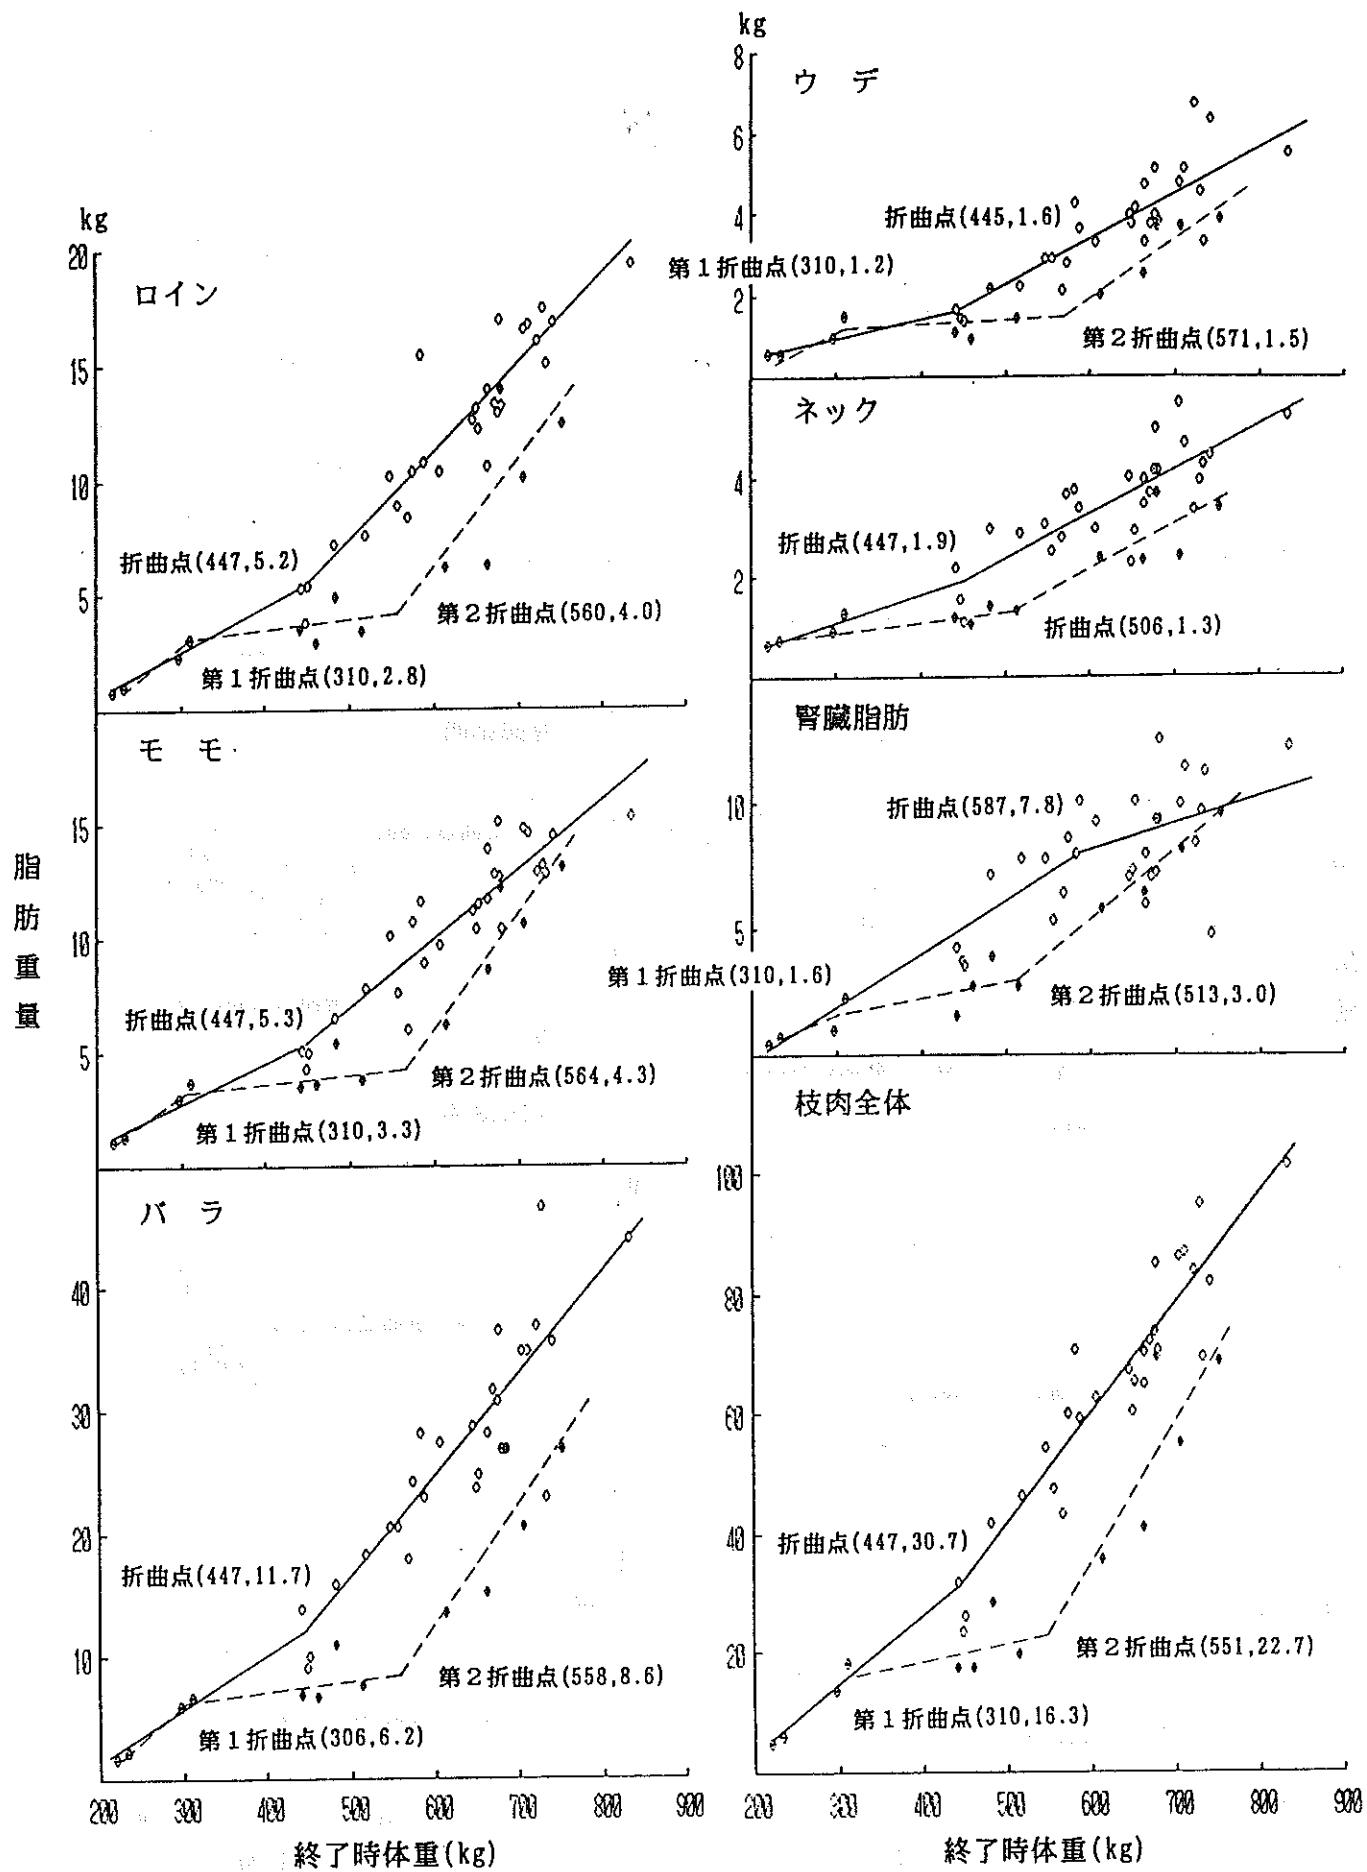 kg
ロイン
20
15
10
5
折曲点(447,5.2)
第2折曲点(560,4.0)
第1折曲点(310,2.8)
モ モ
15
10
5
折曲点(447,5.3)
第2折曲点(564,4.3)
第1折曲点(310,3.3)
バ ラ
40
30
20
10
折曲点(447,11.7)
第2折曲点(558,8.6)
第1折曲点(306,6.2)
200 300 400 500 600 700 800 900
終了時体重(kg)
脂肪重量
kg
ウ デ
8
6
4
2
折曲点(445,1.6)
第1折曲点(310,1.2)
第2折曲点(571,1.5)
ネック
4
2
折曲点(447,1.9)
折曲点(506,1.3)
腎臓脂肪
10
5
折曲点(587,7.8)
第1折曲点(310,1.6)
第2折曲点(513,3.0)
枝肉全体
100
80
60
40
20
折曲点(447,30.7)
第2折曲点(551,22.7)
第1折曲点(310,16.3)
200 300 400 500 600 700 800 900
終了時体重(kg)